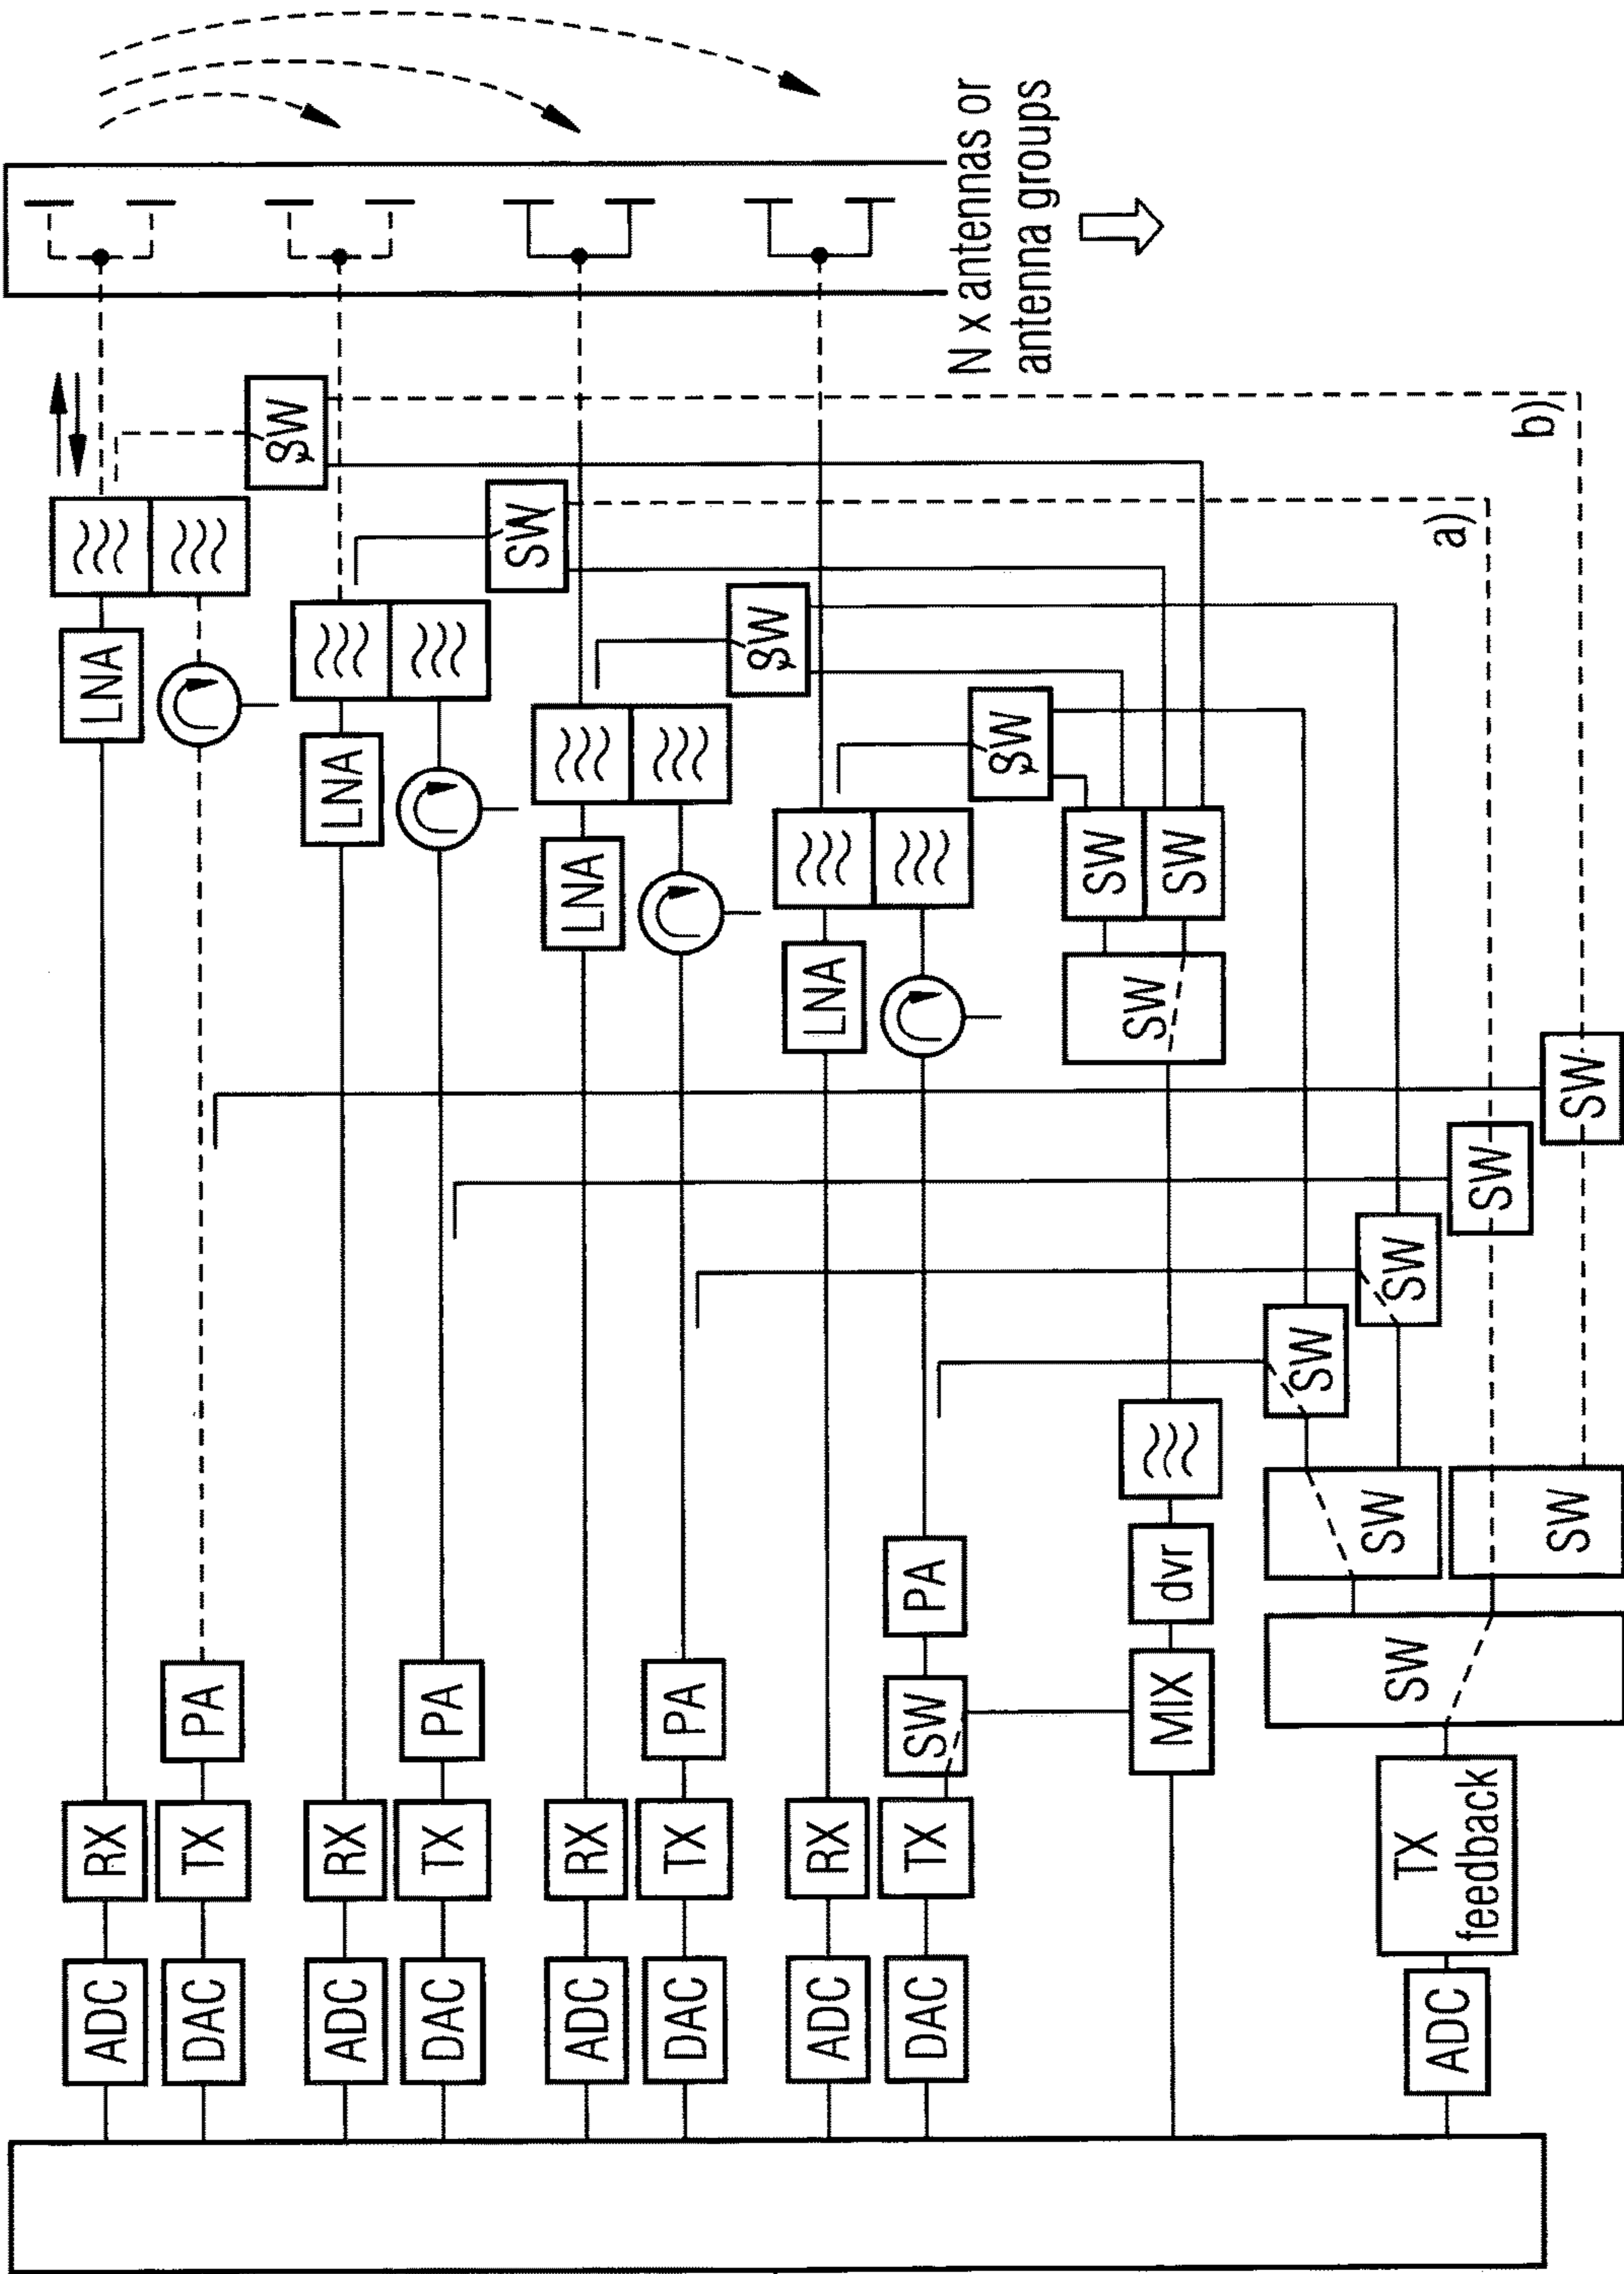 ADC RX LNA
DAC TX PA
SW
ADC RX LNA
DAC TX PA
SW
ADC RX LNA
DAC TX PA
SW
ADC RX LNA
DAC TX SW PA
SW
N x antennas or
antenna groups
SW
SW
SW
MIX dvr
SW
SW
SW
SW
SW
a)
SW
SW
b)
SW
TX
feedback
ADC